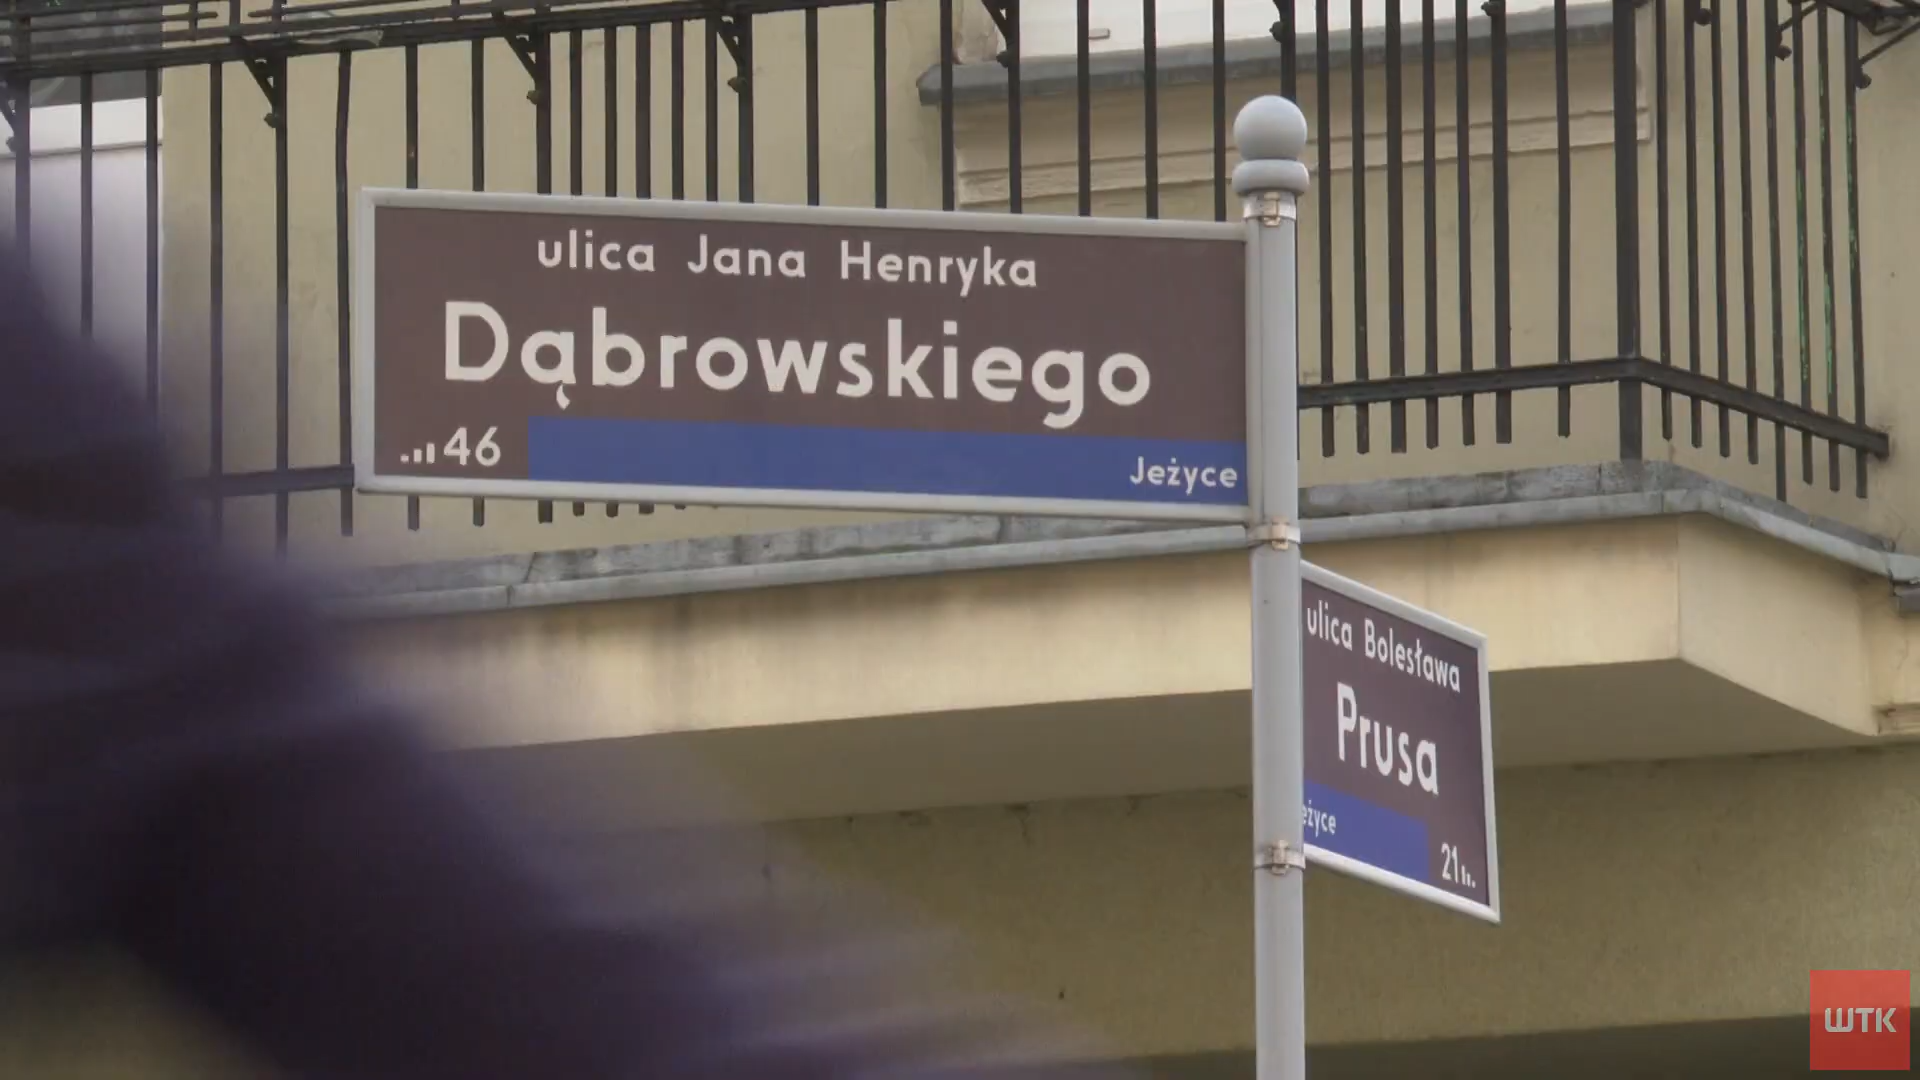 ulica Jana Henryka
Dąbrowskiego
46
Jeżyce
ulica Bolesława
Prusa
eżyce
21
WTK